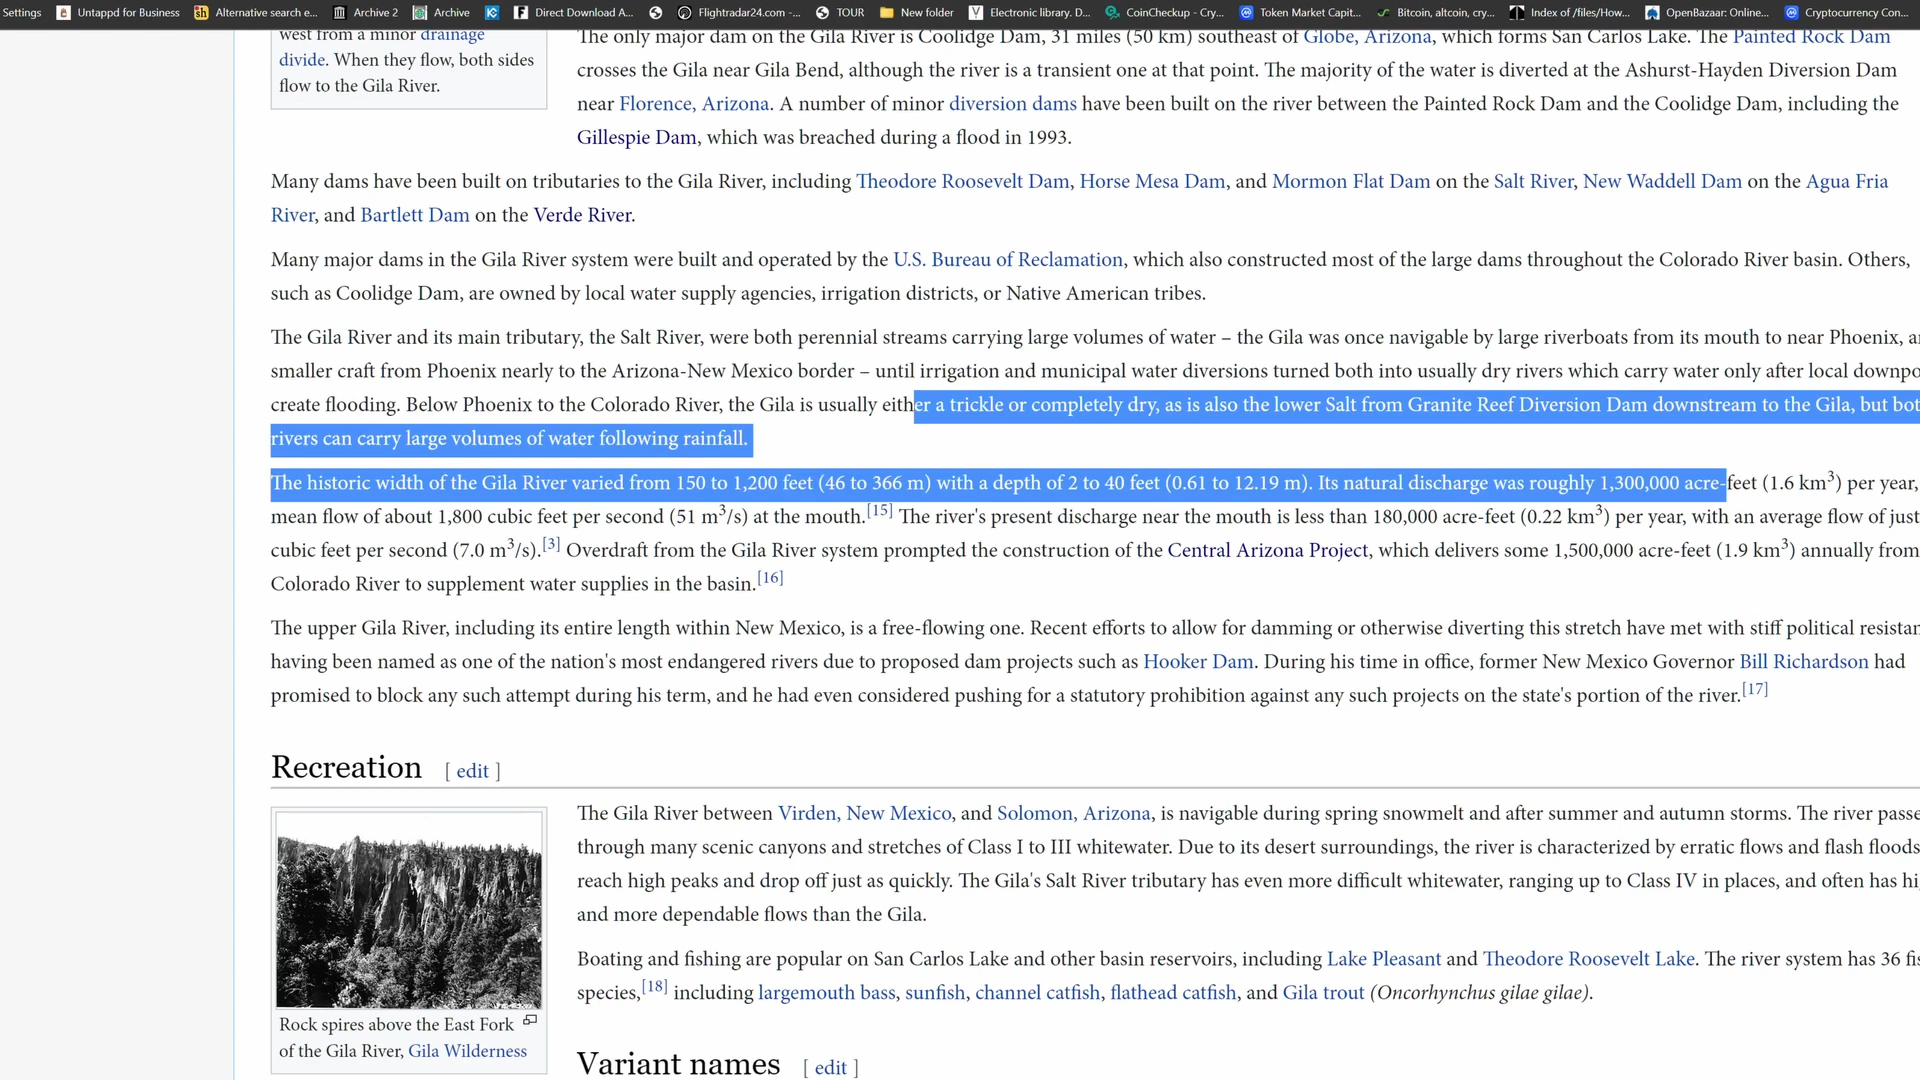 Settings Untappd for Business Alternative search e... Archive 2 Archive Direct Download A... Flightradar24.com -... TOUR New folder Electronic library. D... CoinCheckup - Cry... Token Market Capit... Bitcoin, altcoin, cry... Index of /files/How... OpenBazaar: Online... Cryptocurrency Con...
west from a minor drainage
divide. When they flow, both sides
flow to the Gila River.
The only major dam on the Gila River is Coolidge Dam, 31 miles (50 km) southeast of Globe, Arizona, which forms San Carlos Lake. The Painted Rock Dam
crosses the Gila near Gila Bend, although the river is a transient one at that point. The majority of the water is diverted at the Ashurst-Hayden Diversion Dam
near Florence, Arizona. A number of minor diversion dams have been built on the river between the Painted Rock Dam and the Coolidge Dam, including the
Gillespie Dam, which was breached during a flood in 1993.
Many dams have been built on tributaries to the Gila River, including Theodore Roosevelt Dam, Horse Mesa Dam, and Mormon Flat Dam on the Salt River, New Waddell Dam on the Agua Fria
River, and Bartlett Dam on the Verde River.
Many major dams in the Gila River system were built and operated by the U.S. Bureau of Reclamation, which also constructed most of the large dams throughout the Colorado River basin. Others,
such as Coolidge Dam, are owned by local water supply agencies, irrigation districts, or Native American tribes.
The Gila River and its main tributary, the Salt River, were both perennial streams carrying large volumes of water – the Gila was once navigable by large riverboats from its mouth to near Phoenix, a
smaller craft from Phoenix nearly to the Arizona-New Mexico border – until irrigation and municipal water diversions turned both into usually dry rivers which carry water only after local downpo
create flooding. Below Phoenix to the Colorado River, the Gila is usually either a trickle or completely dry, as is also the lower Salt from Granite Reef Diversion Dam downstream to the Gila, but bot
rivers can carry large volumes of water following rainfall.
The historic width of the Gila River varied from 150 to 1,200 feet (46 to 366 m) with a depth of 2 to 40 feet (0.61 to 12.19 m). Its natural discharge was roughly 1,300,000 acre-feet (1.6 km3) per year,
mean flow of about 1,800 cubic feet per second (51 m3/s) at the mouth.[15] The river's present discharge near the mouth is less than 180,000 acre-feet (0.22 km3) per year, with an average flow of just
cubic feet per second (7.0 m3/s).[3] Overdraft from the Gila River system prompted the construction of the Central Arizona Project, which delivers some 1,500,000 acre-feet (1.9 km3) annually from
Colorado River to supplement water supplies in the basin.[16]
The upper Gila River, including its entire length within New Mexico, is a free-flowing one. Recent efforts to allow for damming or otherwise diverting this stretch have met with stiff political resistan
having been named as one of the nation's most endangered rivers due to proposed dam projects such as Hooker Dam. During his time in office, former New Mexico Governor Bill Richardson had
promised to block any such attempt during his term, and he had even considered pushing for a statutory prohibition against any such projects on the state's portion of the river.[17]
Recreation [ edit ]
The Gila River between Virden, New Mexico, and Solomon, Arizona, is navigable during spring snowmelt and after summer and autumn storms. The river passe
through many scenic canyons and stretches of Class I to III whitewater. Due to its desert surroundings, the river is characterized by erratic flows and flash floods
reach high peaks and drop off just as quickly. The Gila's Salt River tributary has even more difficult whitewater, ranging up to Class IV in places, and often has hi
and more dependable flows than the Gila.
Boating and fishing are popular on San Carlos Lake and other basin reservoirs, including Lake Pleasant and Theodore Roosevelt Lake. The river system has 36 fis
species,[18] including largemouth bass, sunfish, channel catfish, flathead catfish, and Gila trout (Oncorhynchus gilae gilae).
Rock spires above the East Fork
of the Gila River, Gila Wilderness
Variant names [ edit ]